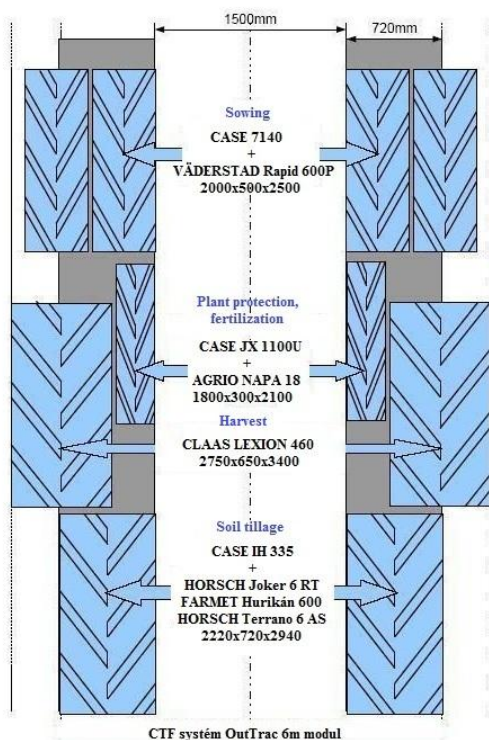 1500mm
720mm
Sowing
CASE 7140
+
VÄDERSTAD Rapid 600P
2000x500x2500
Plant protection,
fertilization
CASE JX 1100U
+
AGRIO NAPA 18
1800x300x2100
Harvest
CLAAS LEXION 460
2750x650x3400
Soil tillage
CASE IH 335
+
HORSCH Joker 6 RT
FARMET Hurikán 600
HORSCH Terrano 6 AS
2220x720x2940
CTF systém OutTrac 6m modul